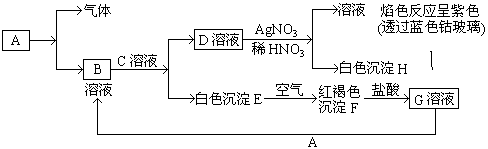 气体
AgNO3
溶液
焰色反应呈紫色
(透过蓝色钴玻璃)
A
D 溶液
稀 HNO3
B
C 溶液
白色沉淀 H
溶液
白色沉淀 E
空气
红褐色
沉淀 F
盐酸
G 溶液
A